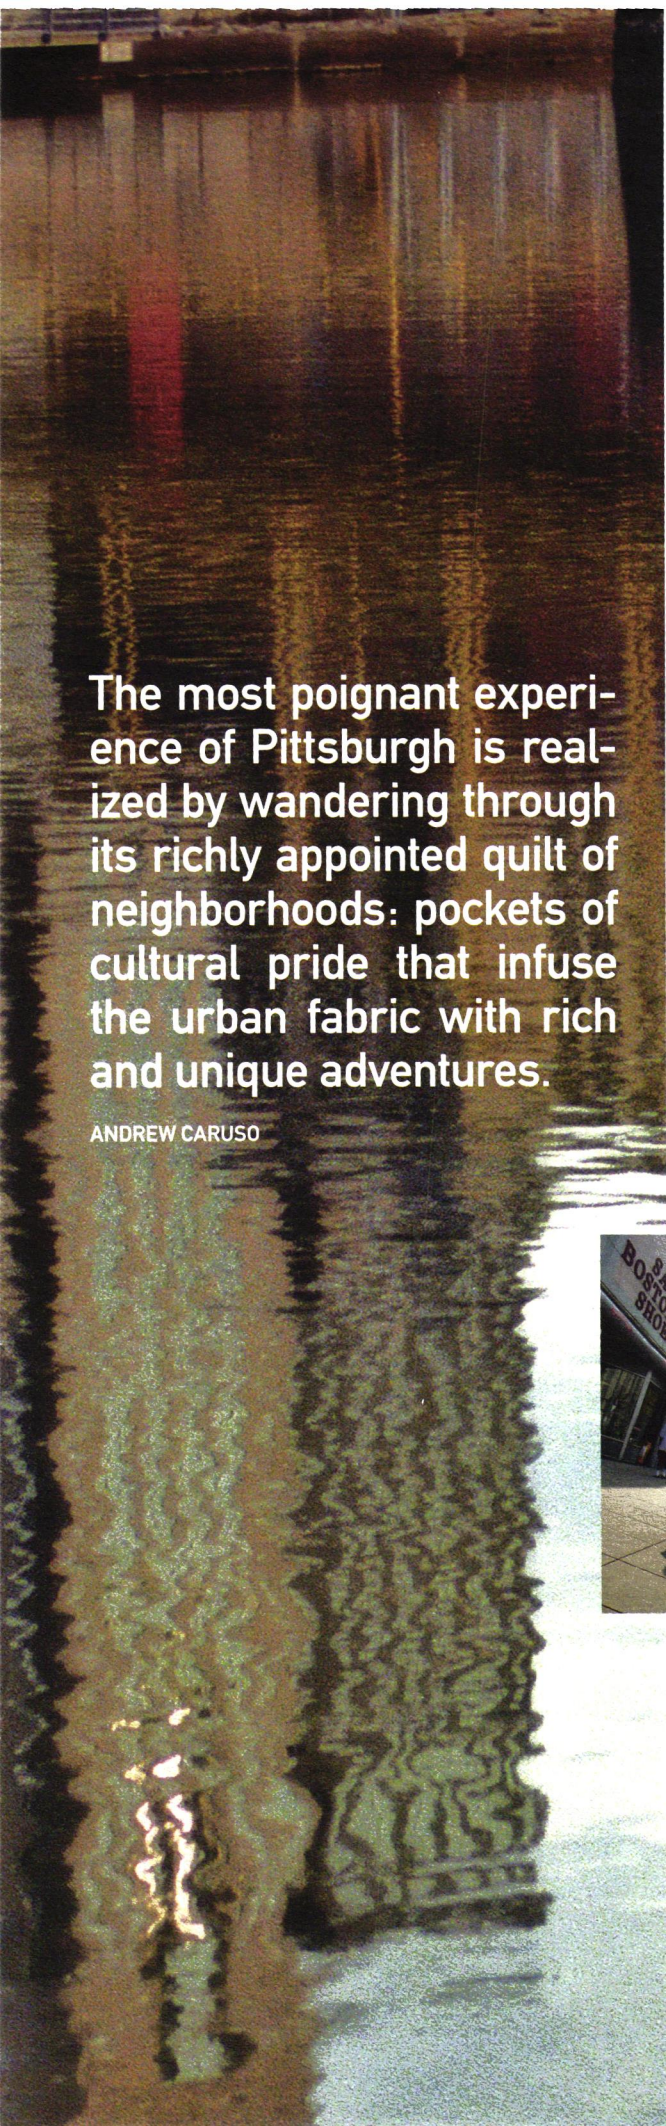 The most poignant experi-
ence of Pittsburgh is real-
ized by wandering through
its richly appointed quilt of
neighborhoods: pockets of
cultural pride that infuse
the urban fabric with rich
and unique adventures.
ANDREW CARUSO